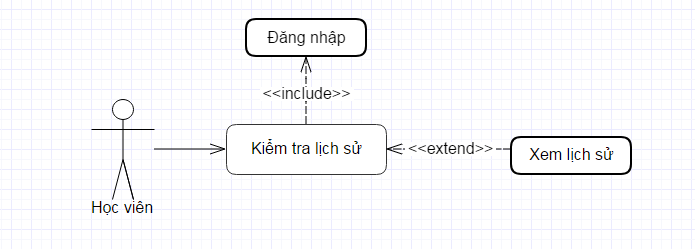 Đăng nhập
<<include>>
Kiểm tra lịch sử
<<extend>>
Xem lịch sử
Học viên